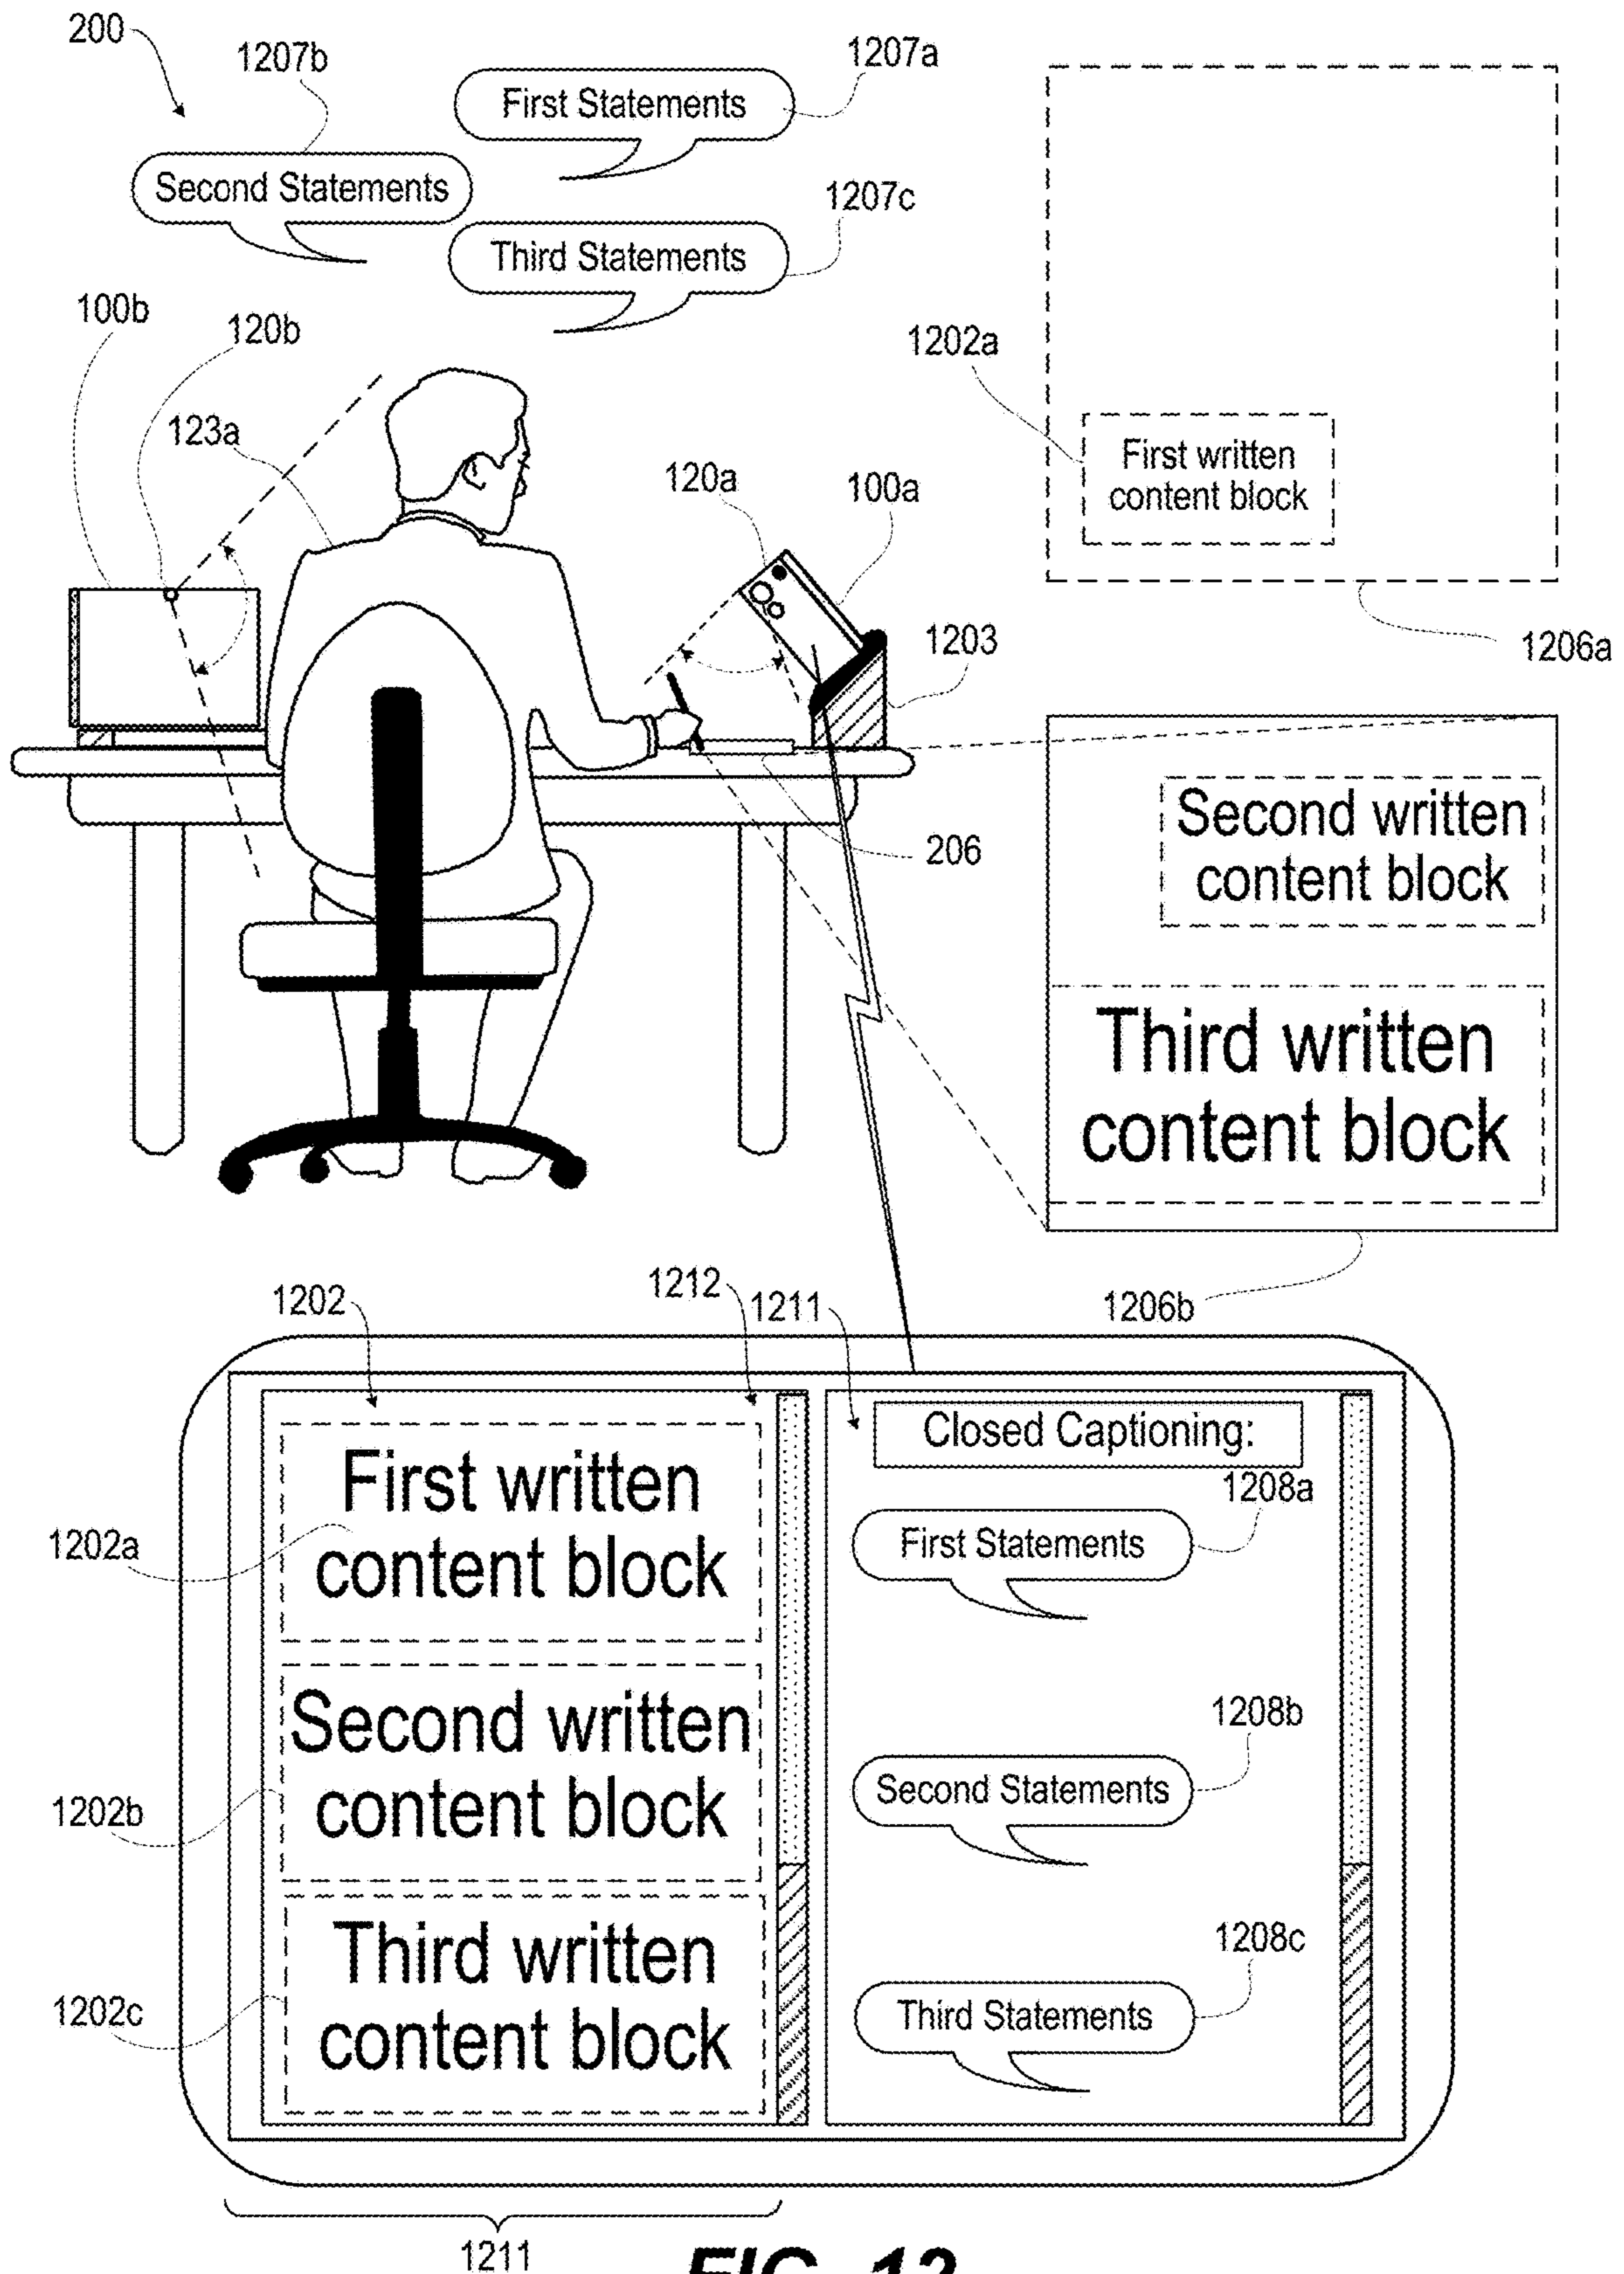 200
1207b
1207a
First Statements
Second Statements
1207c
Third Statements
100b
120b
1202a
123a
First written
content block
120a
100a
1203
1206a
Second written
content block
206
Third written
content block
1206b
1202
1212
1211
First written
content block
1202a
Closed Captioning:
1208a
First Statements
Second written
content block
1202b
1208b
Second Statements
Third written
content block
1202c
1208c
Third Statements
1211
FIG. 12